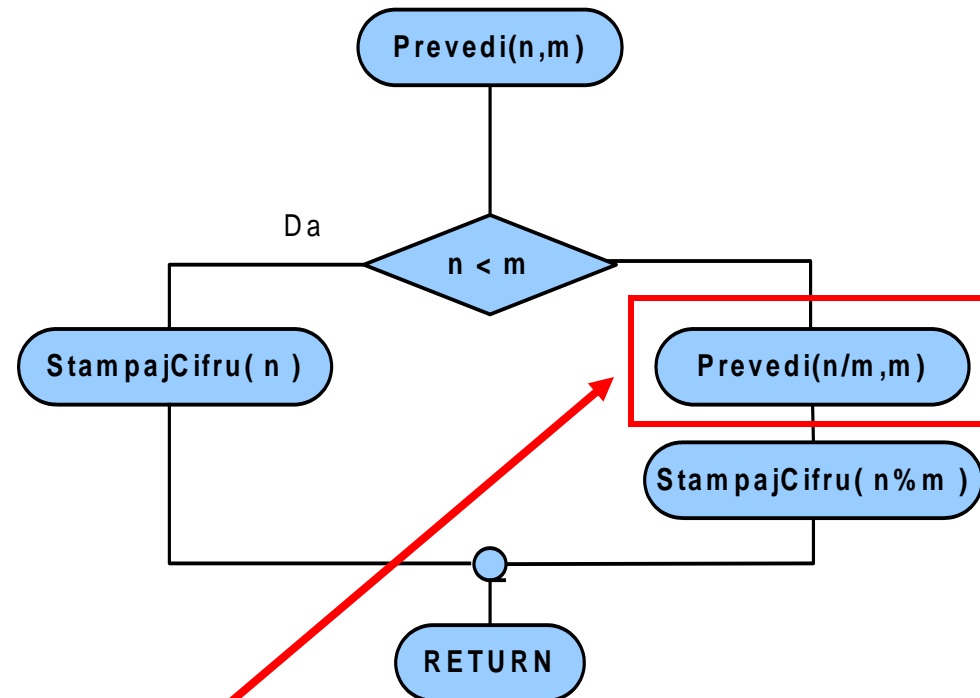 Prevedi(n,m)
Da
n < m
StampajCifru( n )
Prevedi(n/m,m)
StampajCifru( n%m )
RETURN